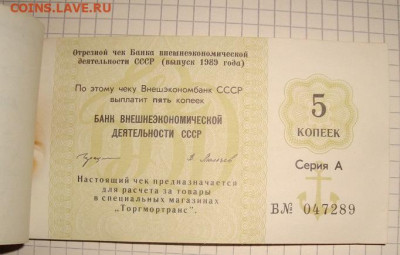 COINS.LAVE.RU
Отрезной чек Банка внешнеэкономической
деятельности СССР (выпуск 1989 года)
По этому чеку Внешэкономбанк СССР
выплатит пять копеек
БАНК ВНЕШНЕЭКОНОМИЧЕСКОЙ
ДЕЯТЕЛЬНОСТИ СССР
Настоящий чек предназначается
для расчета за товары
в специальных магазинах
"Торгмортранс".
5
КОПЕЕК
Серия А
В№ 047289